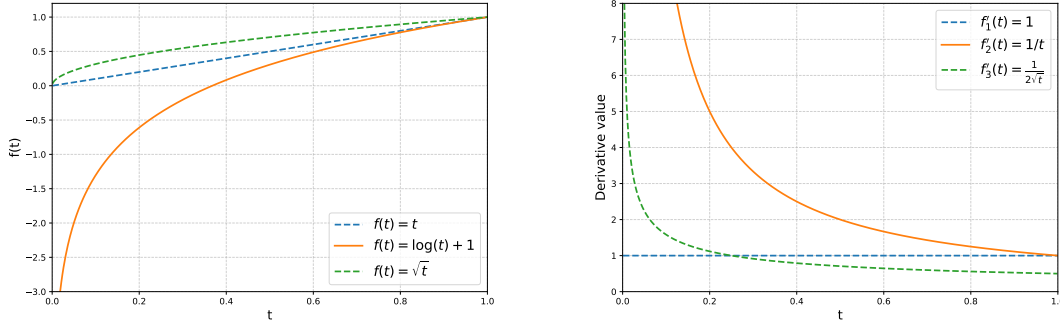 1.0
0.5
0.0
−0.5
−1.0
−1.5
−2.0
−2.5
−3.0
f(t)
0.0 0.2 0.4 0.6 0.8 1.0
t
f(t) = t
f(t) = log(t) + 1
f(t) = √t
8
7
6
5
4
3
2
1
0
Derivative value
0.0 0.2 0.4 0.6 0.8 1.
t
f′₁(t) = 1
f′₂(t) = 1/t
f′₃(t) = 1/(2√t)